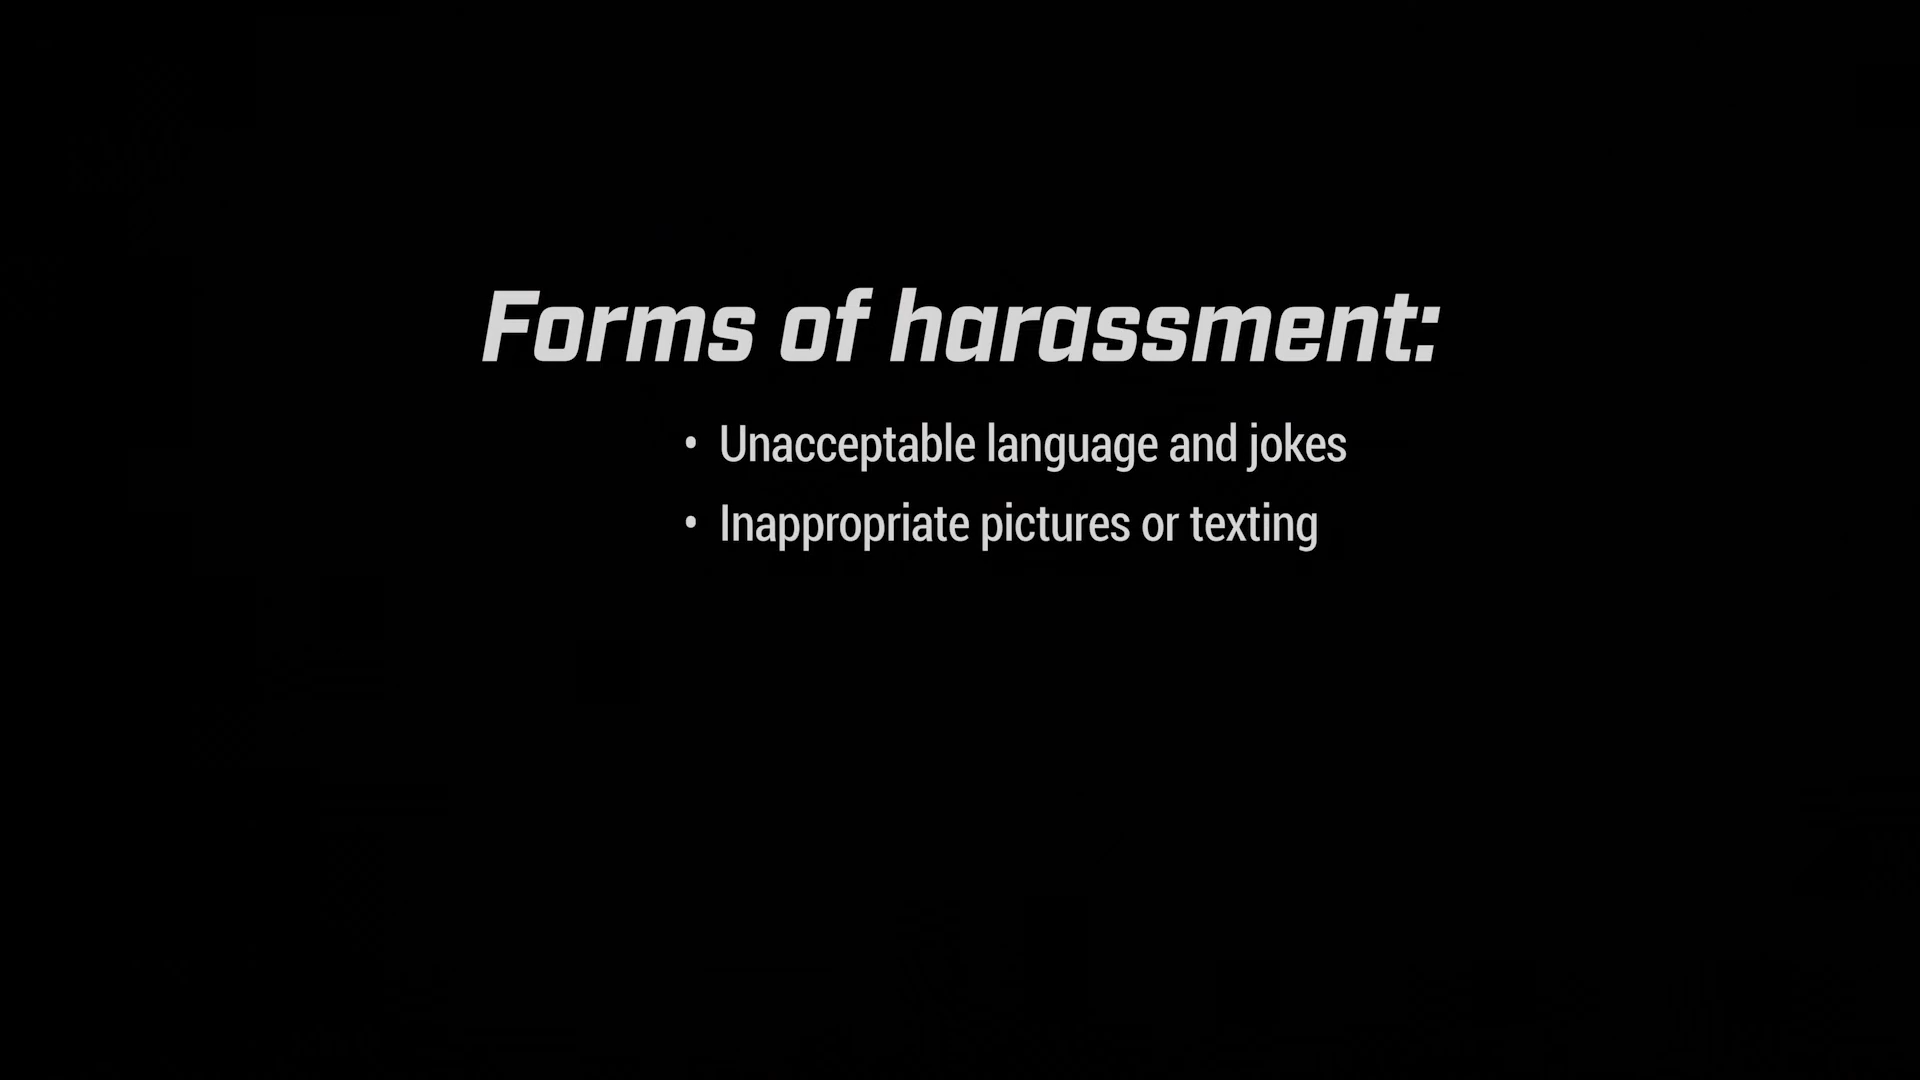 Forms of harassment:
• Unacceptable language and jokes
• Inappropriate pictures or texting